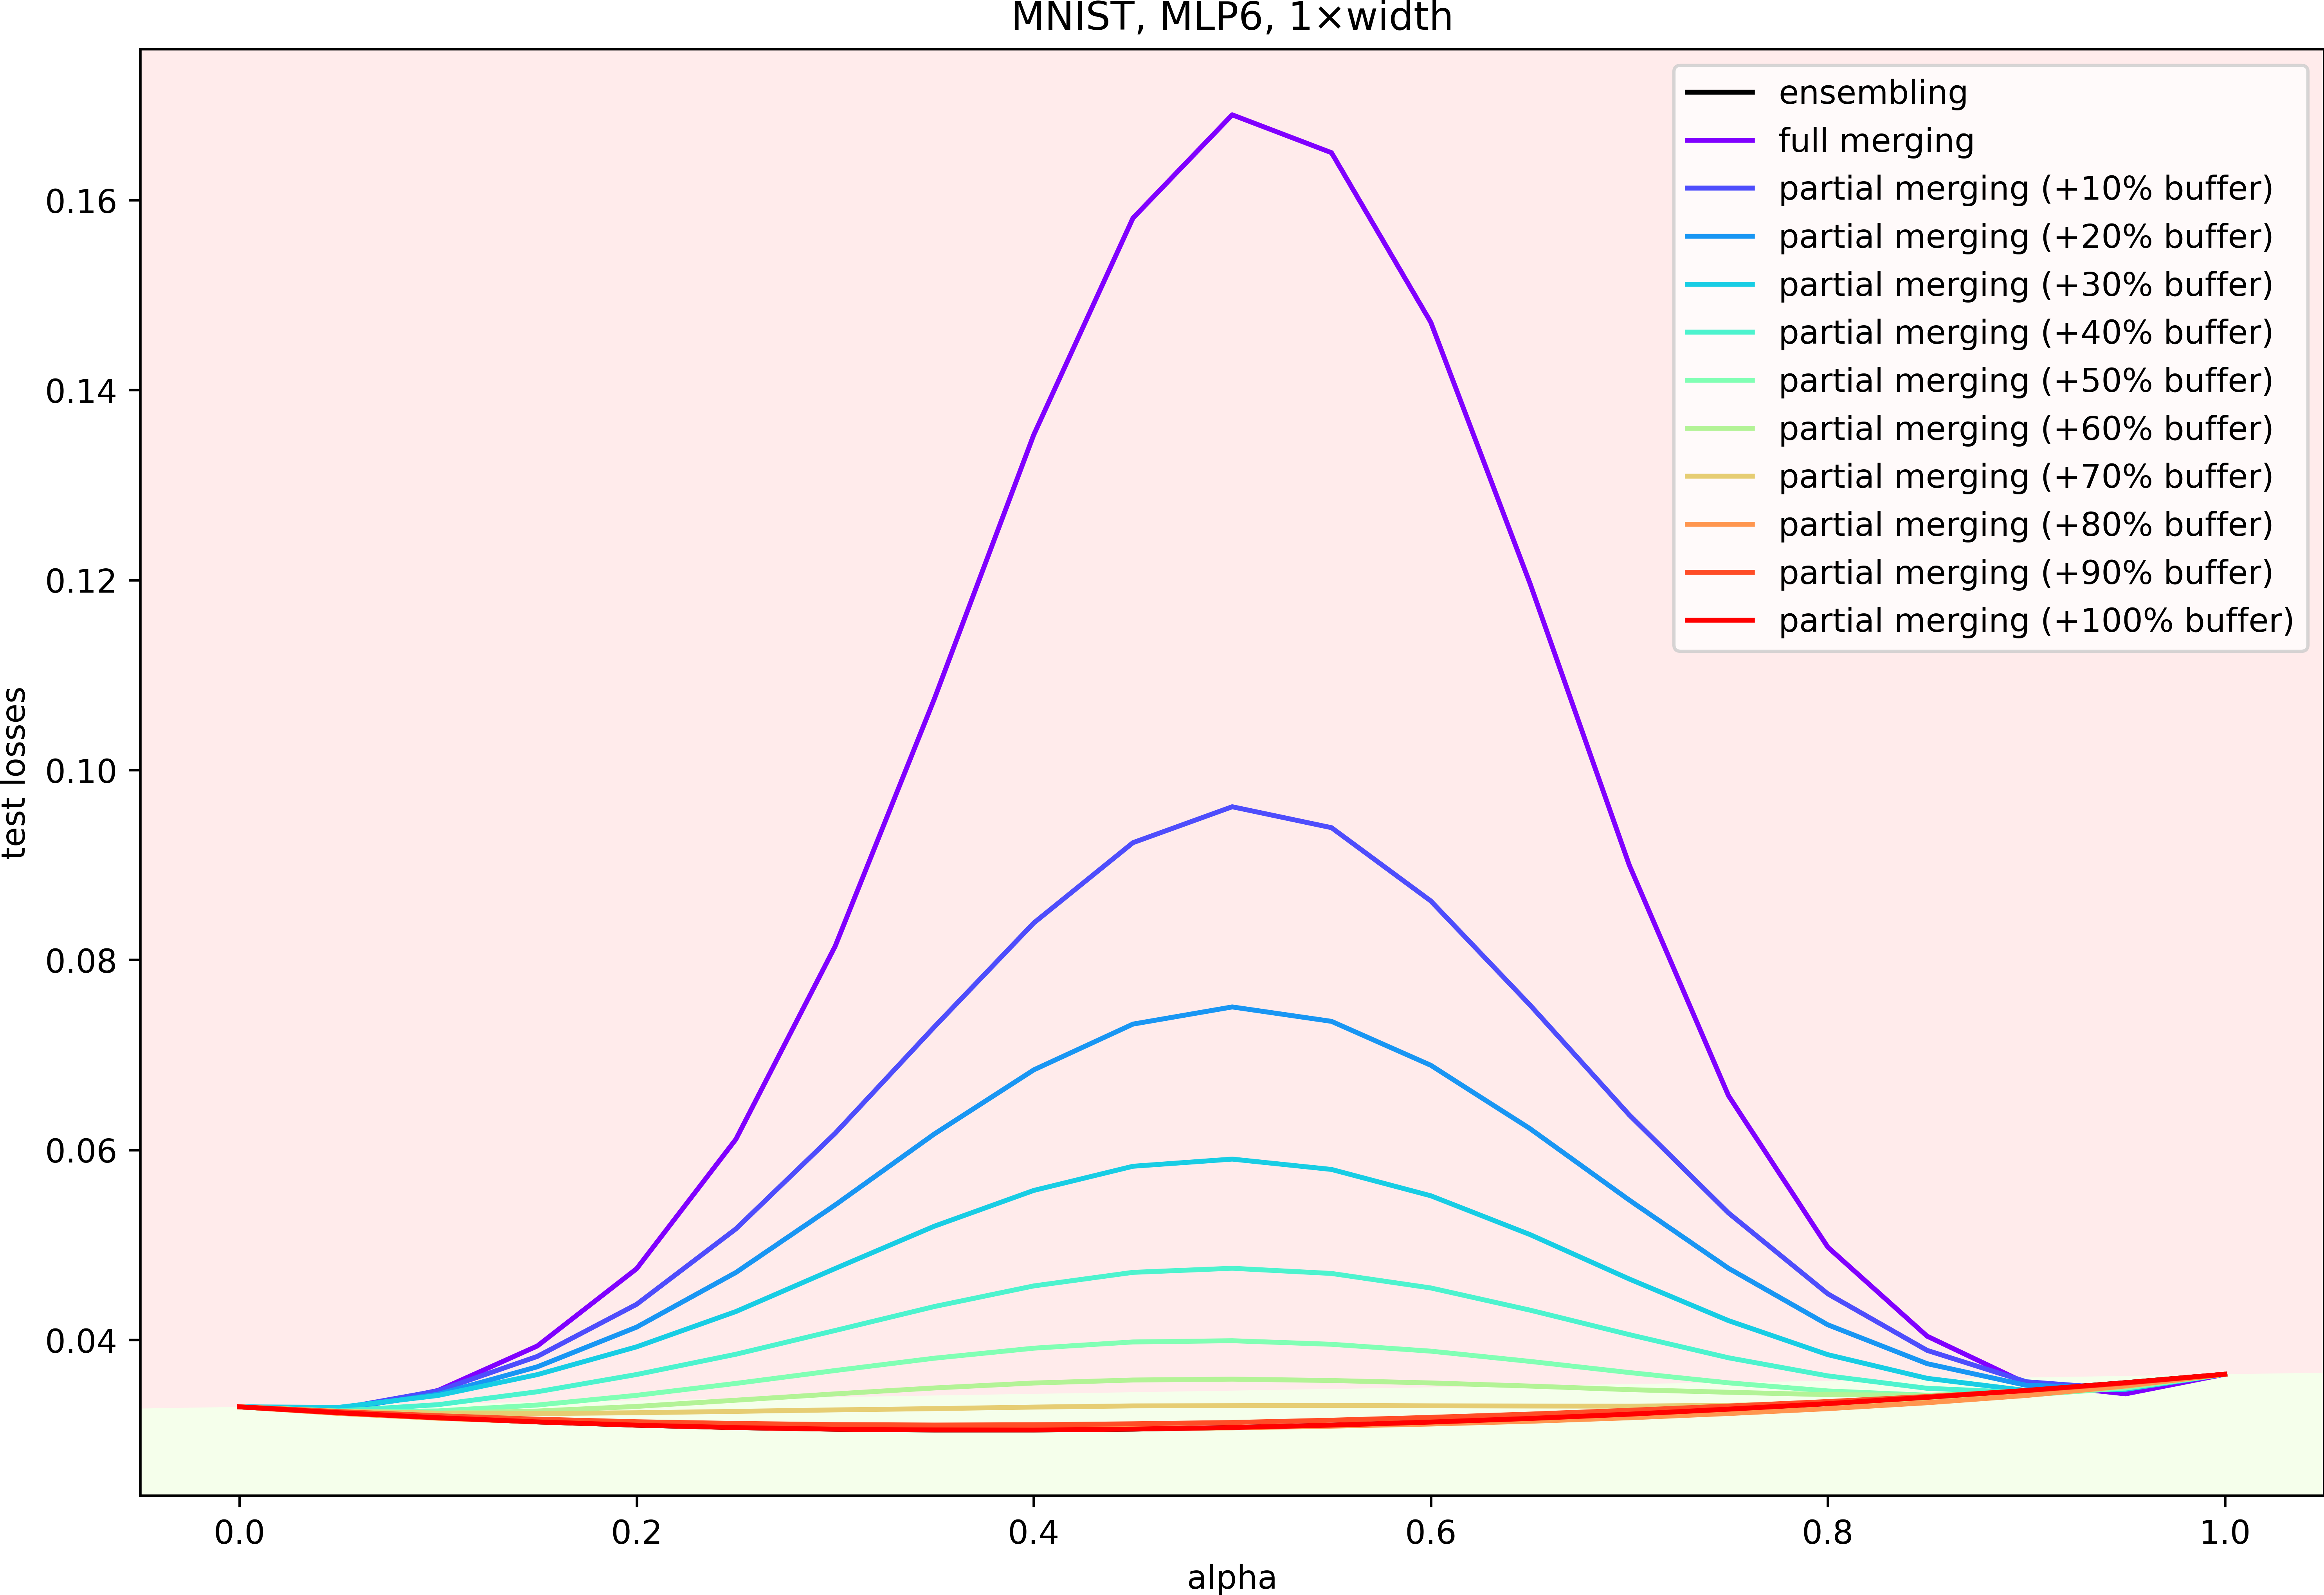 MNIST, MLP6, 1×width
ensembling
full merging
partial merging (+10% buffer)
partial merging (+20% buffer)
partial merging (+30% buffer)
partial merging (+40% buffer)
partial merging (+50% buffer)
partial merging (+60% buffer)
partial merging (+70% buffer)
partial merging (+80% buffer)
partial merging (+90% buffer)
partial merging (+100% buffer)
test losses
0.16
0.14
0.12
0.10
0.08
0.06
0.04
0.0 0.2 0.4 0.6 0.8 1.0
alpha